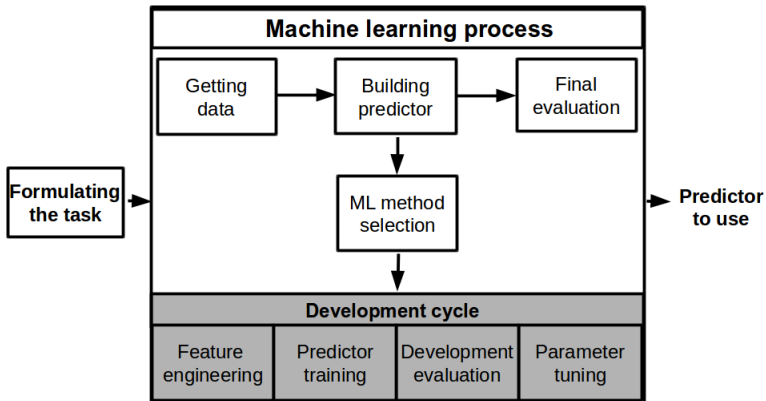 Machine learning process
Getting
data
Building
predictor
Final
evaluation
Formulating
the task
ML method
selection
Predictor
to use
Development cycle
Feature
engineering
Predictor
training
Development
evaluation
Parameter
tuning